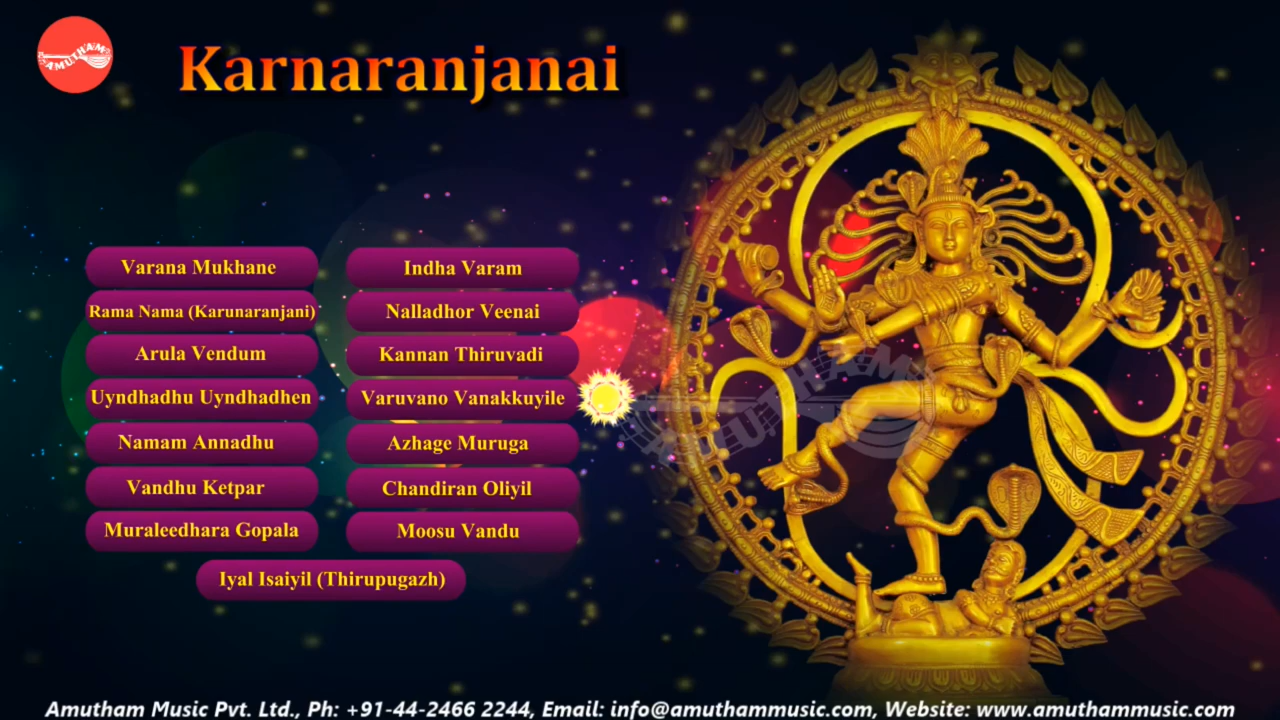 AMUTHAM
Karnaranjanai
Varana Mukhane
Rama Nama (Karunaranjani)
Arula Vendum
Uyndhadhu Uyndhadhen
Namam Annadhu
Vandhu Ketpar
Muraleedhara Gopala
Indha Varam
Nalladhor Veenai
Kannan Thiruvadi
Varuvano Vanakkuyile
Azhage Muruga
Chandiran Oliyil
Moosu Vandu
Iyal Isaiyil (Thirupugazh)
AMUTHAM
Amutham Music Pvt. Ltd., Ph: +91-44-2466 2244, Email: info@amuthammusic.com, Website: www.amuthammusic.com